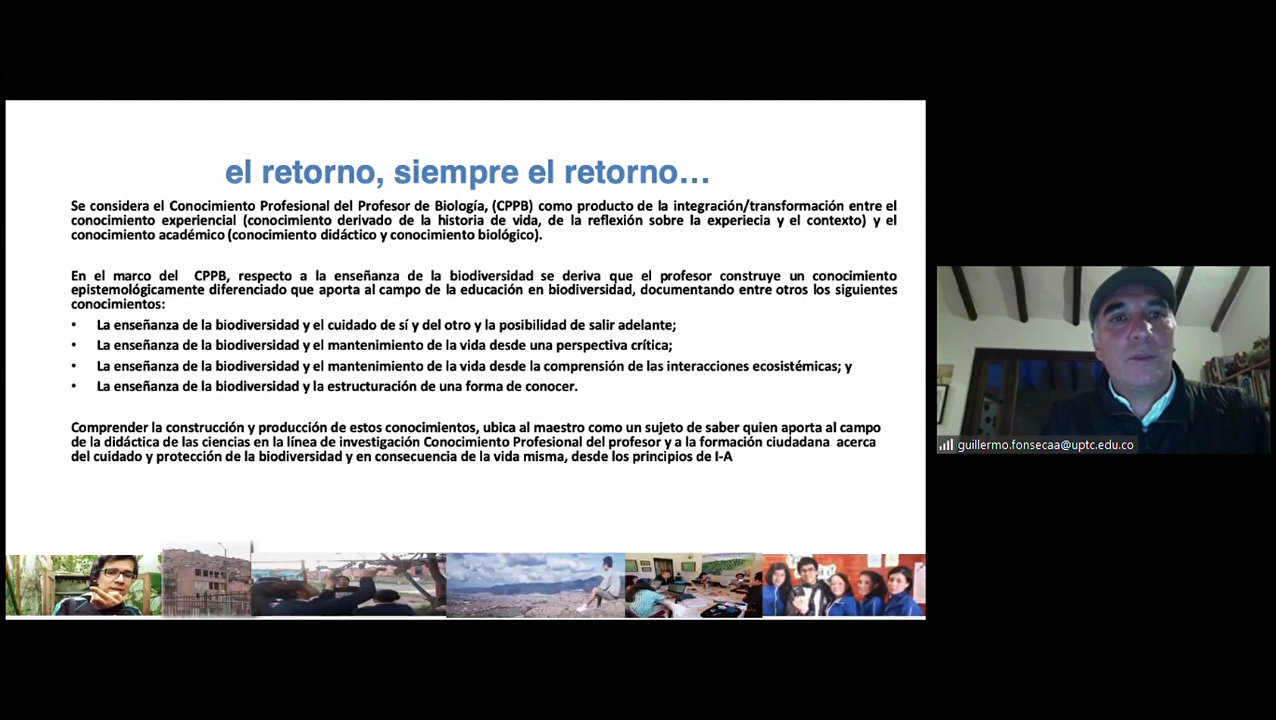 el retorno, siempre el retorno…
Se considera el Conocimiento Profesional del Profesor de Biología, (CPPB) como producto de la integración/transformación entre el
conocimiento experiencial (conocimiento derivado de la historia de vida, de la reflexión sobre la experiecia y el contexto) y el
conocimiento académico (conocimiento didáctico y conocimiento biológico).
En el marco del CPPB, respecto a la enseñanza de la biodiversidad se deriva que el profesor construye un conocimiento
epistemológicamente diferenciado que aporta al campo de la educación en biodiversidad, documentando entre otros los siguientes
conocimientos:
• La enseñanza de la biodiversidad y el cuidado de sí y del otro y la posibilidad de salir adelante;
• La enseñanza de la biodiversidad y el mantenimiento de la vida desde una perspectiva crítica;
• La enseñanza de la biodiversidad y el mantenimiento de la vida desde la comprensión de las interacciones ecosistémicas; y
• La enseñanza de la biodiversidad y la estructuración de una forma de conocer.
Comprender la construcción y producción de estos conocimientos, ubica al maestro como un sujeto de saber quien aporta al campo
de la didáctica de las ciencias en la línea de investigación Conocimiento Profesional del profesor y a la formación ciudadana acerca
del cuidado y protección de la biodiversidad y en consecuencia de la vida misma, desde los principios de I-A
guillermo.fonsecaa@uptc.edu.co